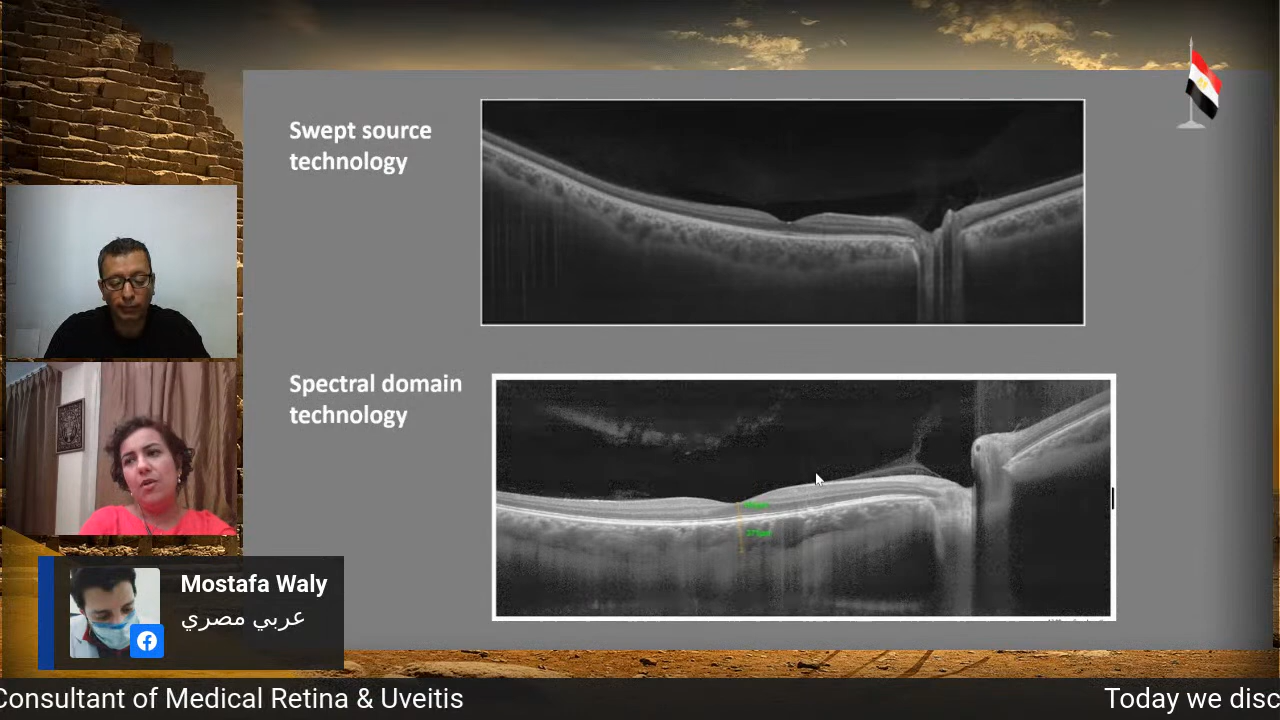 Swept source
technology
Spectral domain
technology
Mostafa Waly
عربي مصري
Consultant of Medical Retina & Uveitis
Today we disc